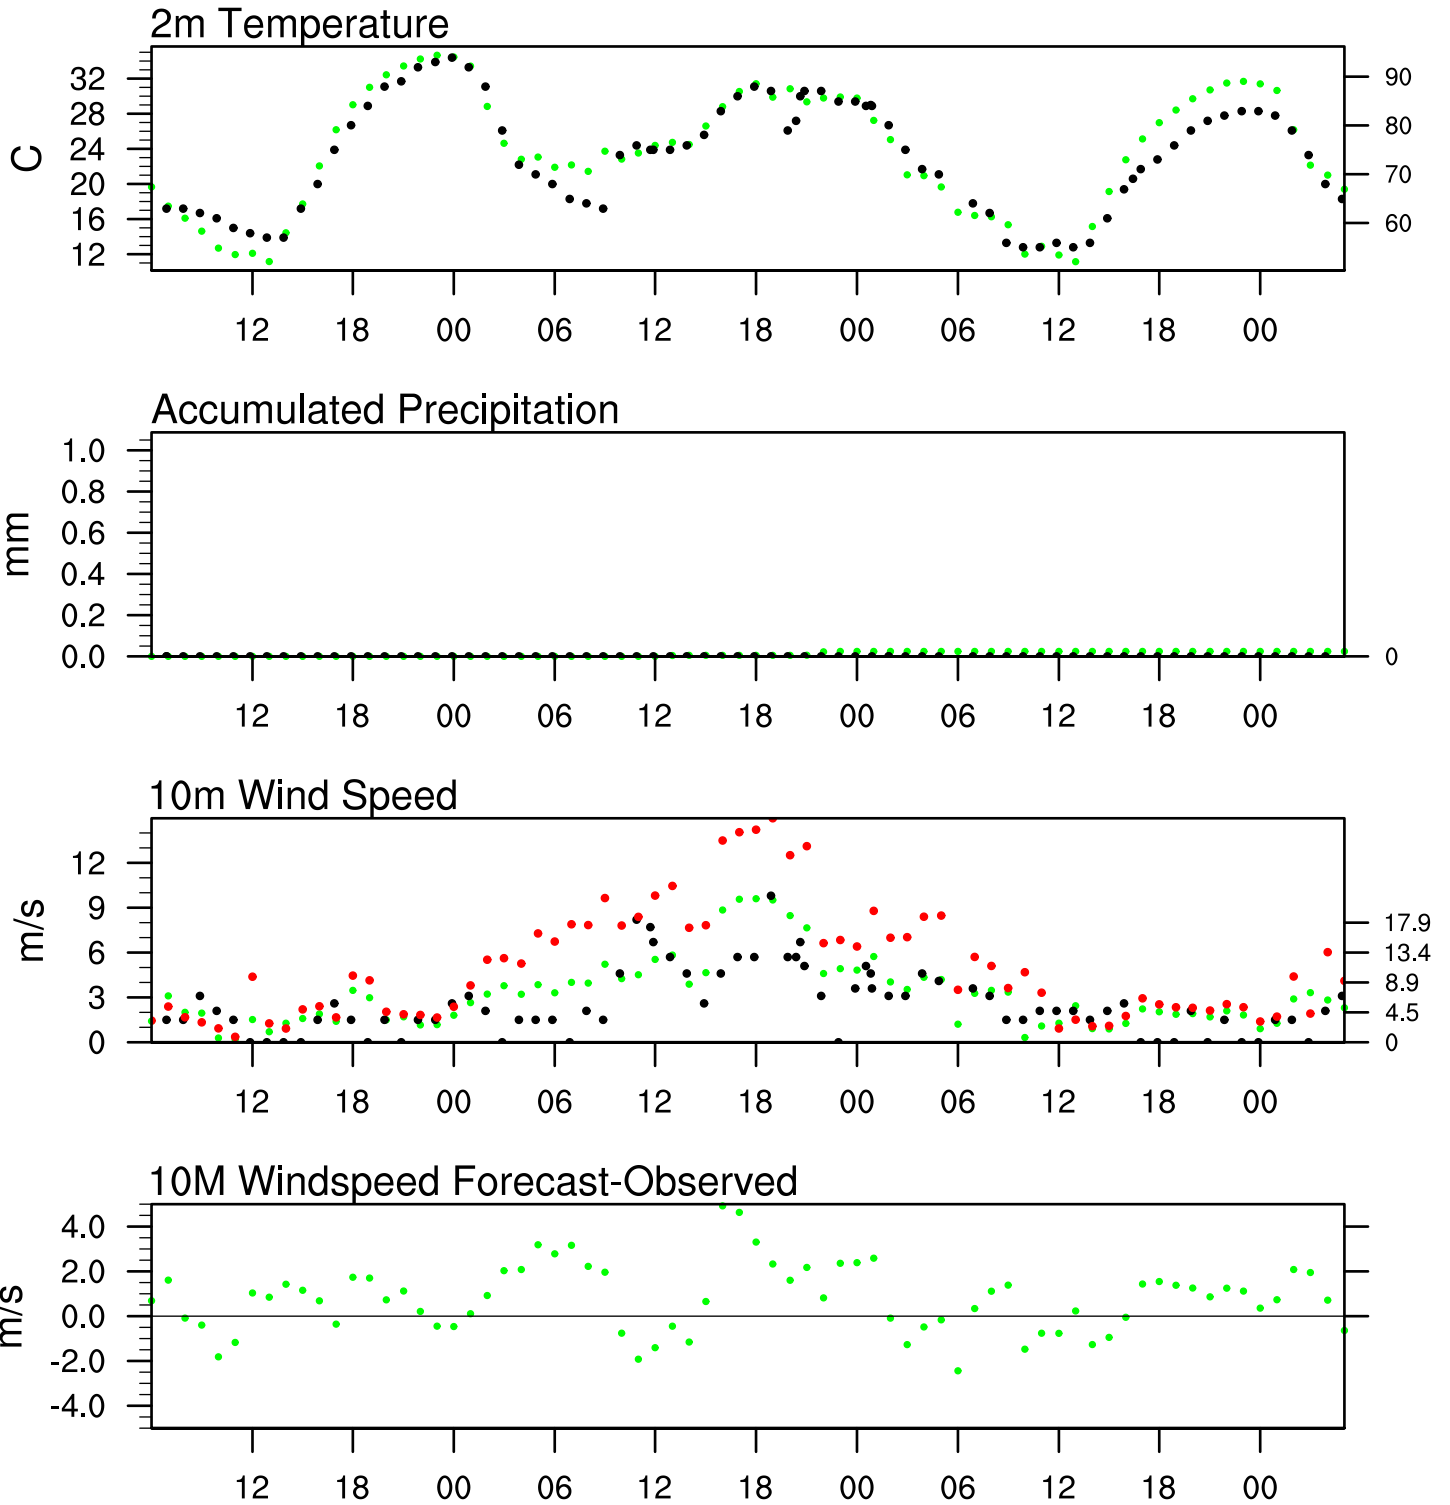 2m Temperature
C
32
28
24
20
16
12
90
80
70
60
12 18 00 06 12 18 00 06 12 18 00
Accumulated Precipitation
mm
1.0
0.8
0.6
0.4
0.2
0.0
0
12 18 00 06 12 18 00 06 12 18 00
10m Wind Speed
m/s
12
9
6
3
0
17.9
13.4
8.9
4.5
0
12 18 00 06 12 18 00 06 12 18 00
10M Windspeed Forecast-Observed
m/s
4.0
2.0
0.0
-2.0
-4.0
12 18 00 06 12 18 00 06 12 18 00